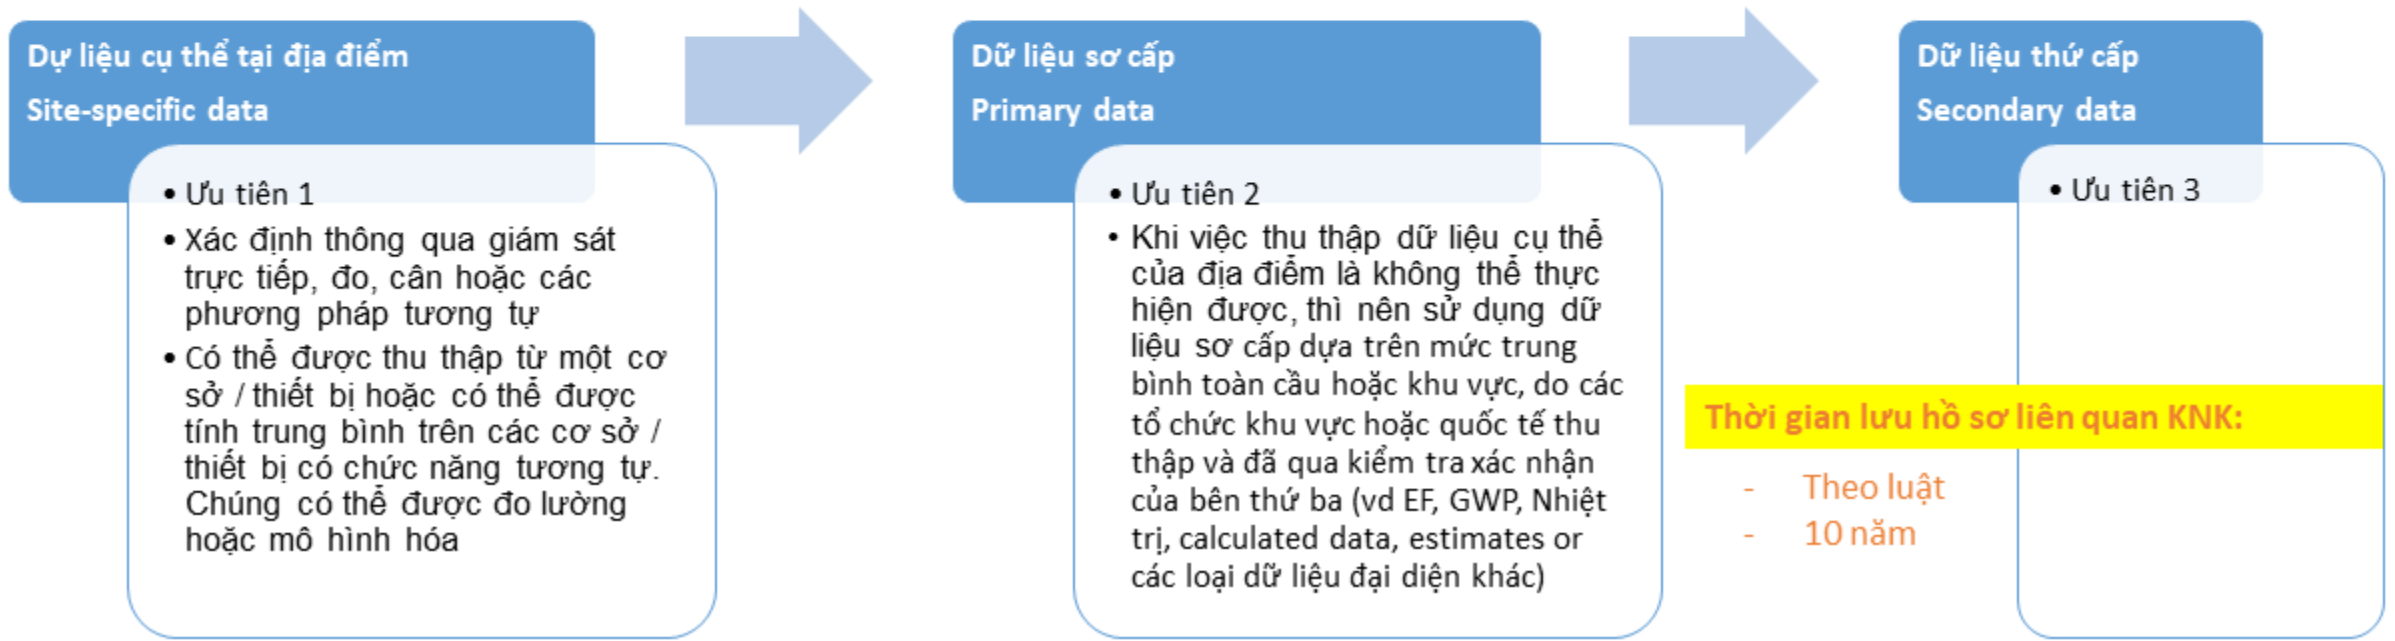 Dự liệu cụ thể tại địa điểm
Site-specific data
• Ưu tiên 1
• Xác định thông qua giám sát
trực tiếp, đo, cân hoặc các
phương pháp tương tự
• Có thể được thu thập từ một cơ
sở / thiết bị hoặc có thể được
tính trung bình trên các cơ sở /
thiết bị có chức năng tương tự.
Chúng có thể được đo lường
hoặc mô hình hóa
Dữ liệu sơ cấp
Primary data
• Ưu tiên 2
• Khi việc thu thập dữ liệu cụ thể
của địa điểm là không thể thực
hiện được, thì nên sử dụng dữ
liệu sơ cấp dựa trên mức trung
bình toàn cầu hoặc khu vực, do các
tổ chức khu vực hoặc quốc tế thu
thập và đã qua kiểm tra xác nhận
của bên thứ ba (vd EF, GWP, Nhiệt
trị, calculated data, estimates or
các loại dữ liệu đại diện khác)
Dữ liệu thứ cấp
Secondary data
• Ưu tiên 3
Thời gian lưu hồ sơ liên quan KNK:
- Theo luật
- 10 năm